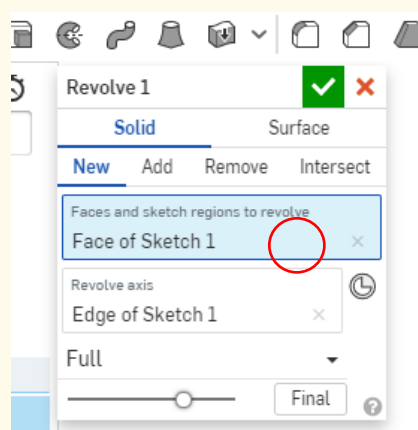 Revolve 1
Solid Surface
New Add Remove Intersect
Faces and sketch regions to revolve
Face of Sketch 1
Revolve axis
Edge of Sketch 1
Full
Final